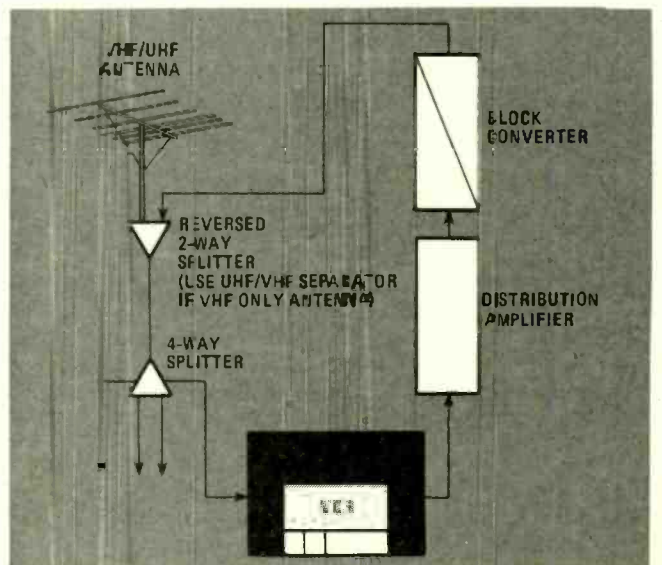 VHF/UHF
ANTENNA
BLOCK
CONVERTER
REVERSED
2-WAY
SPLITTER
(USE UHF/VHF SEPARATOR
IF VHF ONLY ANTENNA)
DISTRIBUTION
AMPLIFIER
4-WAY
SPLITTER
VCR